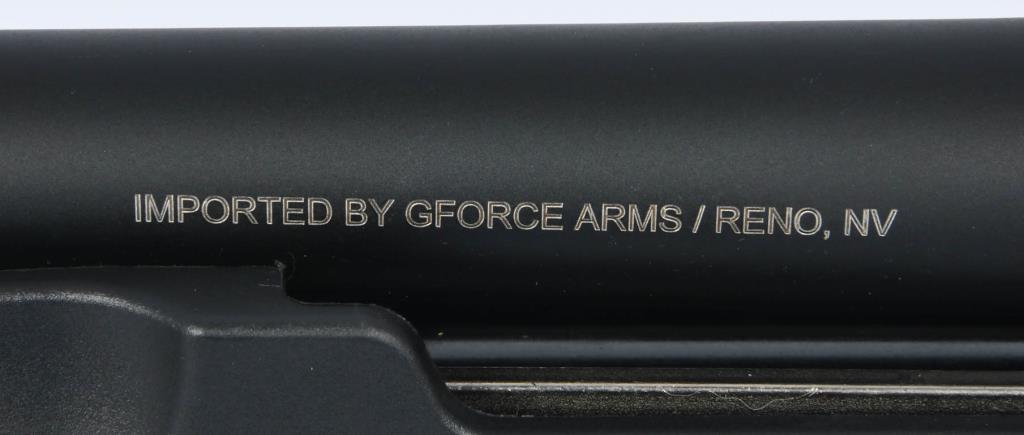 IMPORTED BY GFORCE ARMS / RENO, NV